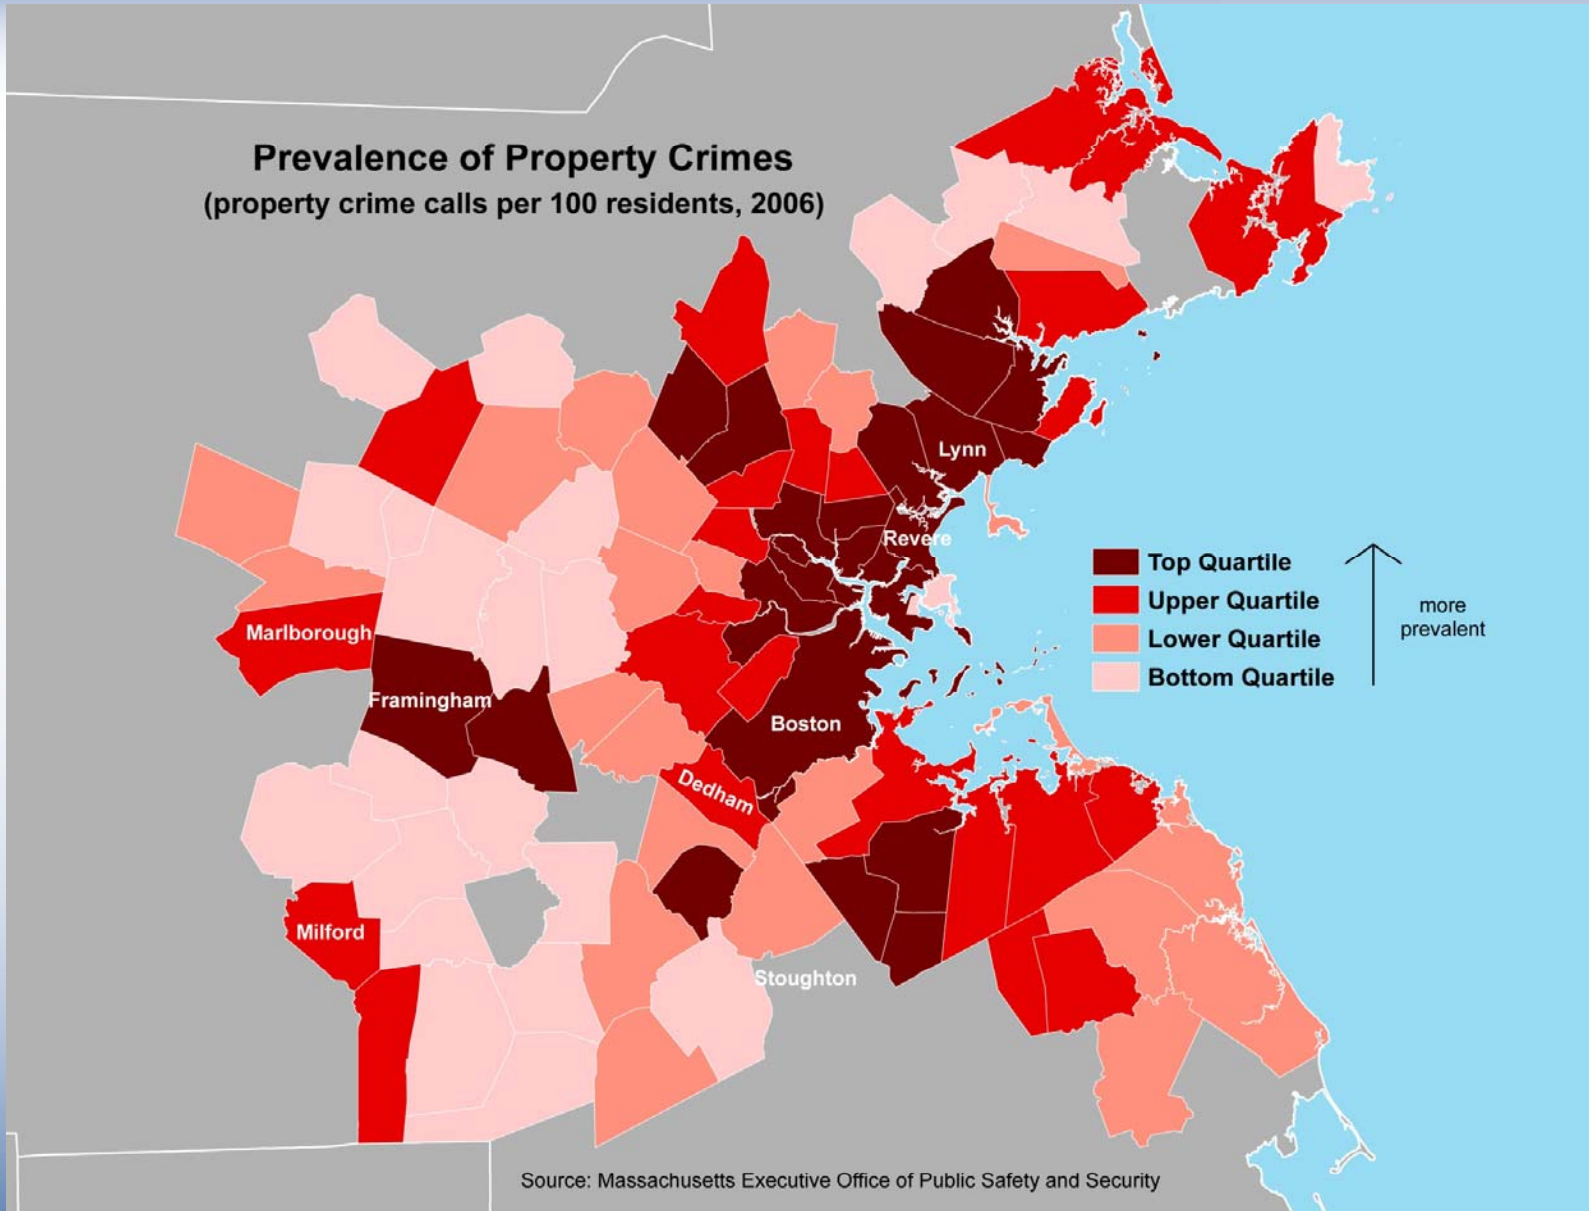 Prevalence of Property Crimes
(property crime calls per 100 residents, 2006)
Lynn
Revere
Top Quartile
Upper Quartile
more
prevalent
Lower Quartile
Bottom Quartile
Marlborough
Framingham
Boston
Dedham
Milford
Stoughton
Source: Massachusetts Executive Office of Public Safety and Security